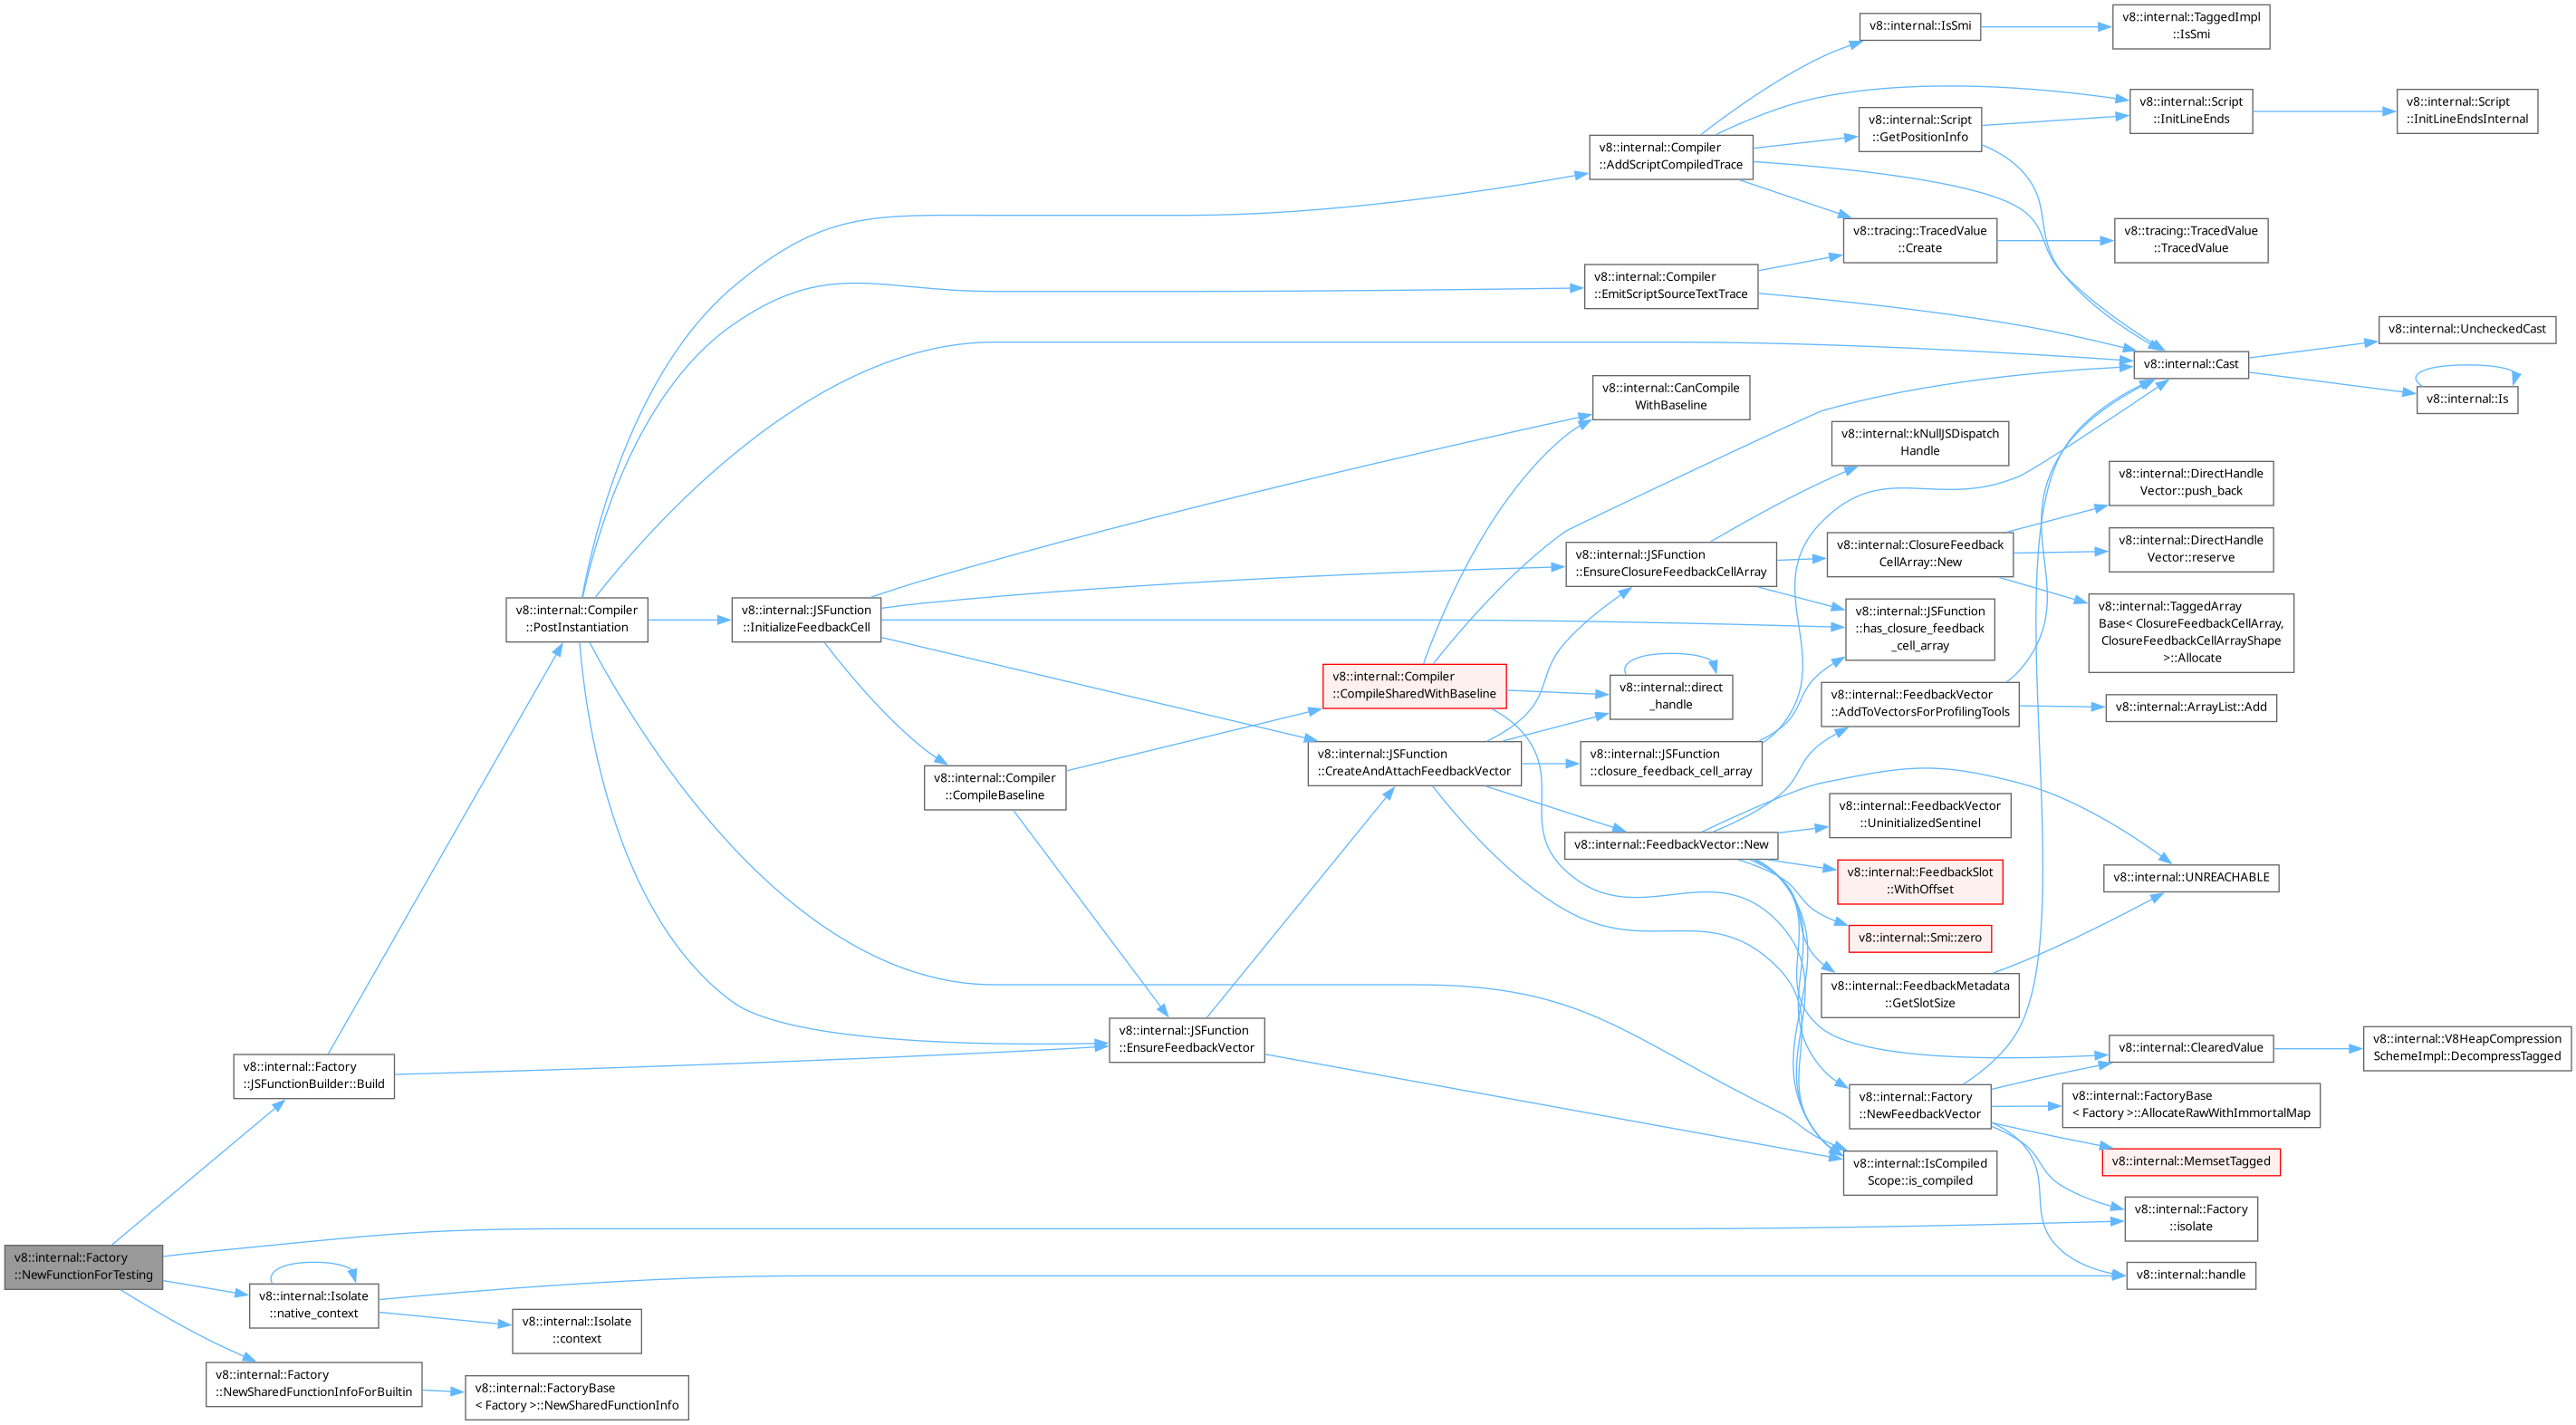 v8::internal::Factory
::NewFunctionForTesting
v8::internal::Factory
::JSFunctionBuilder::Build
v8::internal::Isolate
::native_context
v8::internal::Factory
::NewSharedFunctionInfoForBuiltin
v8::internal::Compiler
::PostInstantiation
v8::internal::Isolate
::context
v8::internal::FactoryBase
< Factory >::NewSharedFunctionInfo
v8::internal::JSFunction
::InitializeFeedbackCell
v8::internal::Compiler
::CompileBaseline
v8::internal::JSFunction
::EnsureFeedbackVector
v8::internal::Compiler
::CompileSharedWithBaseline
v8::internal::JSFunction
::CreateAndAttachFeedbackVector
v8::internal::Compiler
::AddScriptCompiledTrace
v8::internal::Compiler
::EmitScriptSourceTextTrace
v8::internal::CanCompile
WithBaseline
v8::internal::JSFunction
::EnsureClosureFeedbackCellArray
v8::internal::direct
_handle
v8::internal::JSFunction
::closure_feedback_cell_array
v8::internal::FeedbackVector::New
v8::internal::IsSmi
v8::internal::Script
::GetPositionInfo
v8::tracing::TracedValue
::Create
v8::internal::kNullJSDispatch
Handle
v8::internal::ClosureFeedback
CellArray::New
v8::internal::JSFunction
::has_closure_feedback
_cell_array
v8::internal::FeedbackVector
::AddToVectorsForProfilingTools
v8::internal::FeedbackVector
::UninitializedSentinel
v8::internal::FeedbackSlot
::WithOffset
v8::internal::Smi::zero
v8::internal::FeedbackMetadata
::GetSlotSize
v8::internal::Factory
::NewFeedbackVector
v8::internal::IsCompiled
Scope::is_compiled
v8::internal::TaggedImpl
::IsSmi
v8::internal::Script
::InitLineEnds
v8::tracing::TracedValue
::TracedValue
v8::internal::Cast
v8::internal::DirectHandle
Vector::push_back
v8::internal::DirectHandle
Vector::reserve
v8::internal::TaggedArray
Base< ClosureFeedbackCellArray,
ClosureFeedbackCellArrayShape
>::Allocate
v8::internal::ArrayList::Add
v8::internal::UNREACHABLE
v8::internal::ClearedValue
v8::internal::FactoryBase
< Factory >::AllocateRawWithImmortalMap
v8::internal::MemsetTagged
v8::internal::Factory
::isolate
v8::internal::handle
v8::internal::Script
::InitLineEndsInternal
v8::internal::UncheckedCast
v8::internal::Is
v8::internal::V8HeapCompression
SchemeImpl::DecompressTagged